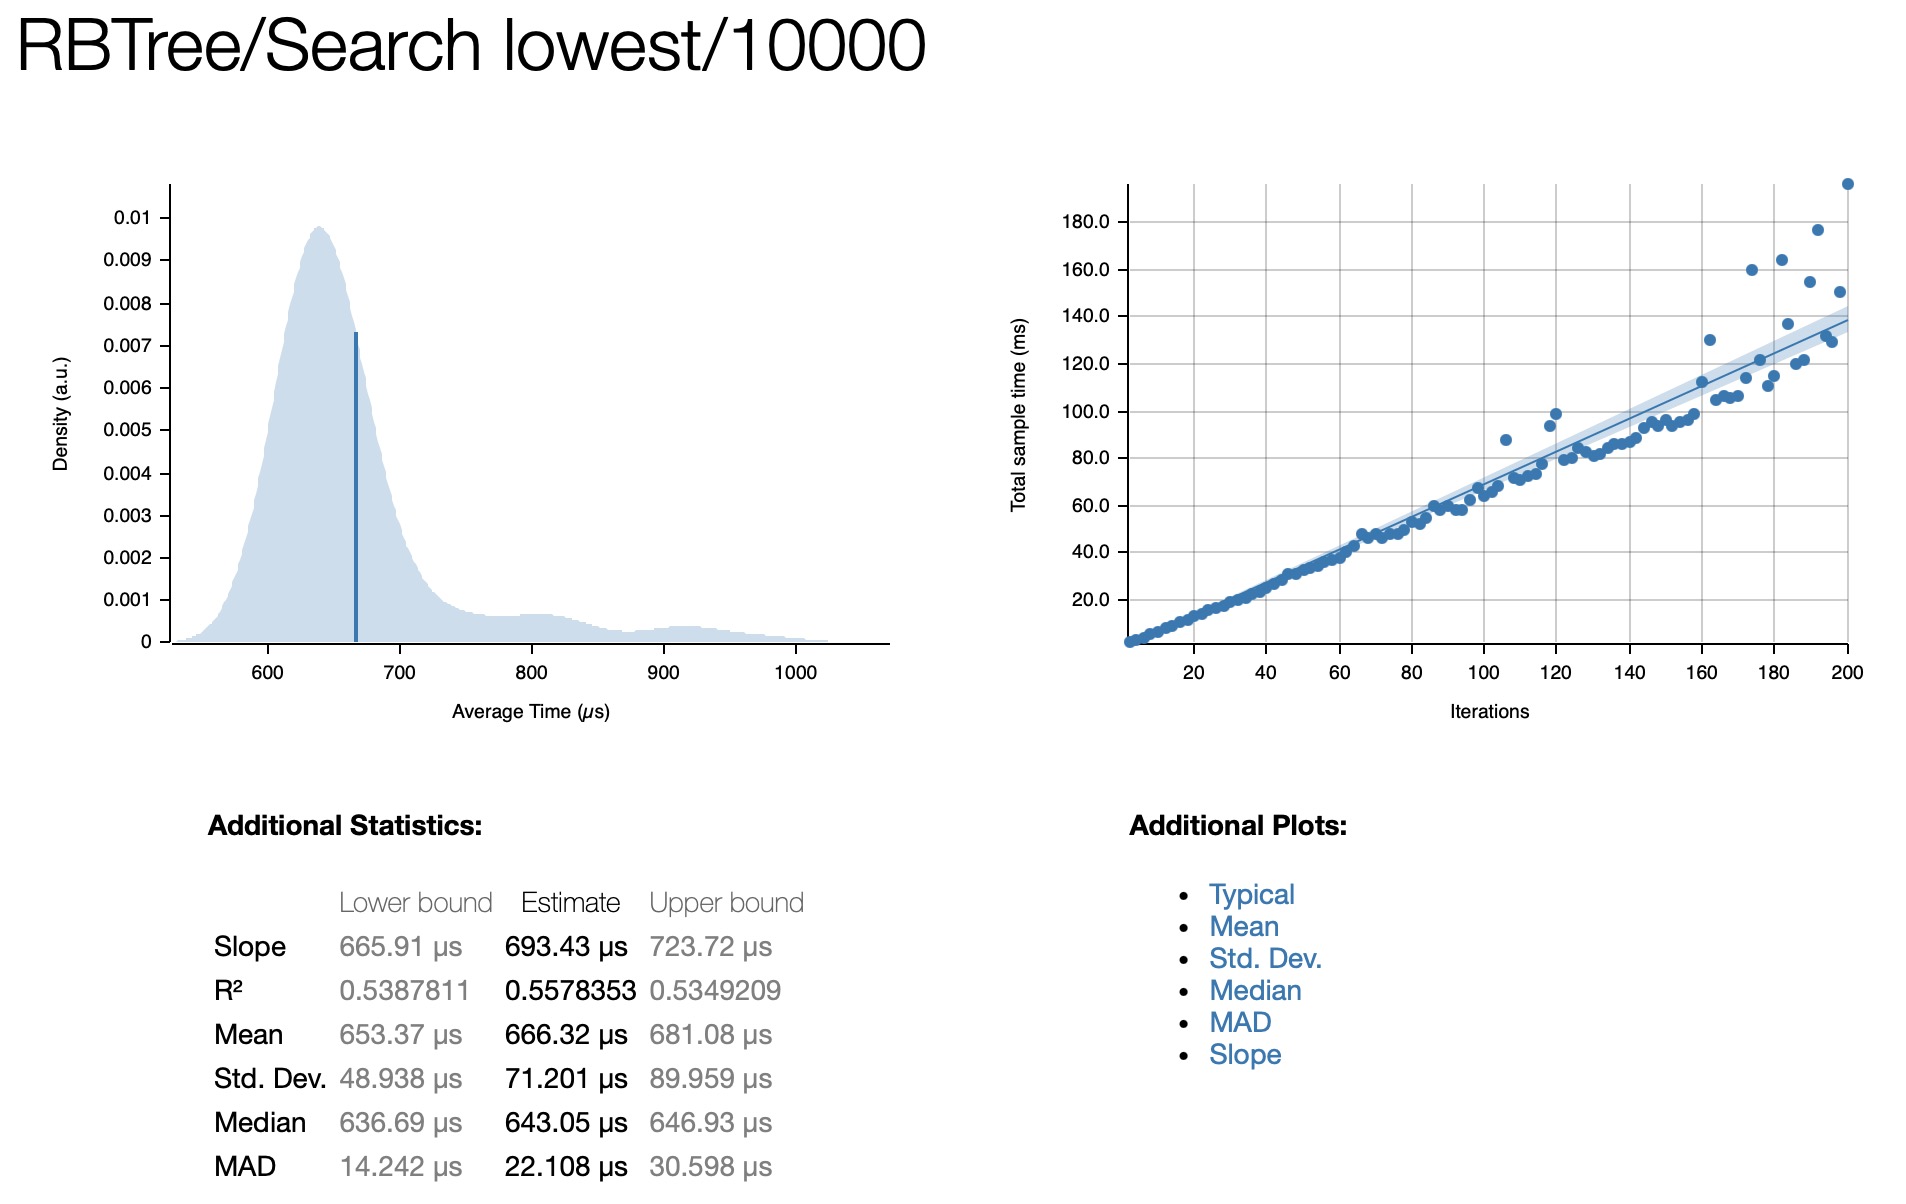 RBTree/Search lowest/10000
0.01
0.009
0.008
0.007
0.006
0.005
0.004
0.003
0.002
0.001
0
Density (a.u.)
600 700 800 900 1000
Average Time (µs)
180.0
160.0
140.0
120.0
100.0
80.0
60.0
40.0
20.0
Total sample time (ms)
20 40 60 80 100 120 140 160 180 200
Iterations
Additional Statistics:
Lower bound Estimate Upper bound
Slope 665.91 µs 693.43 µs 723.72 µs
R² 0.5387811 0.5578353 0.5349209
Mean 653.37 µs 666.32 µs 681.08 µs
Std. Dev. 48.938 µs 71.201 µs 89.959 µs
Median 636.69 µs 643.05 µs 646.93 µs
MAD 14.242 µs 22.108 µs 30.598 µs
Additional Plots:
• Typical
• Mean
• Std. Dev.
• Median
• MAD
• Slope